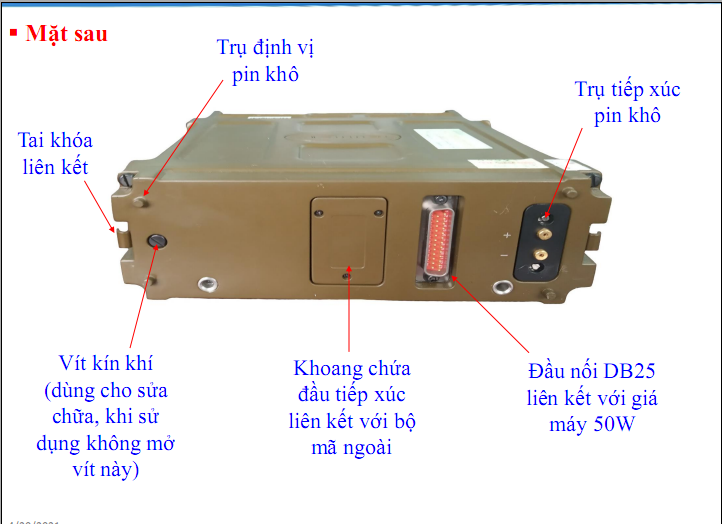 ▪ Mặt sau
Trụ định vị
pin khô
Trụ tiếp xúc
pin khô
Tai khóa
liên kết
+
−
Vít kín khí
(dùng cho sửa
chữa, khi sử
dụng không mở
vít này)
Khoang chứa
đầu tiếp xúc
liên kết với bộ
mã ngoài
Đầu nối DB25
liên kết với giá
máy 50W